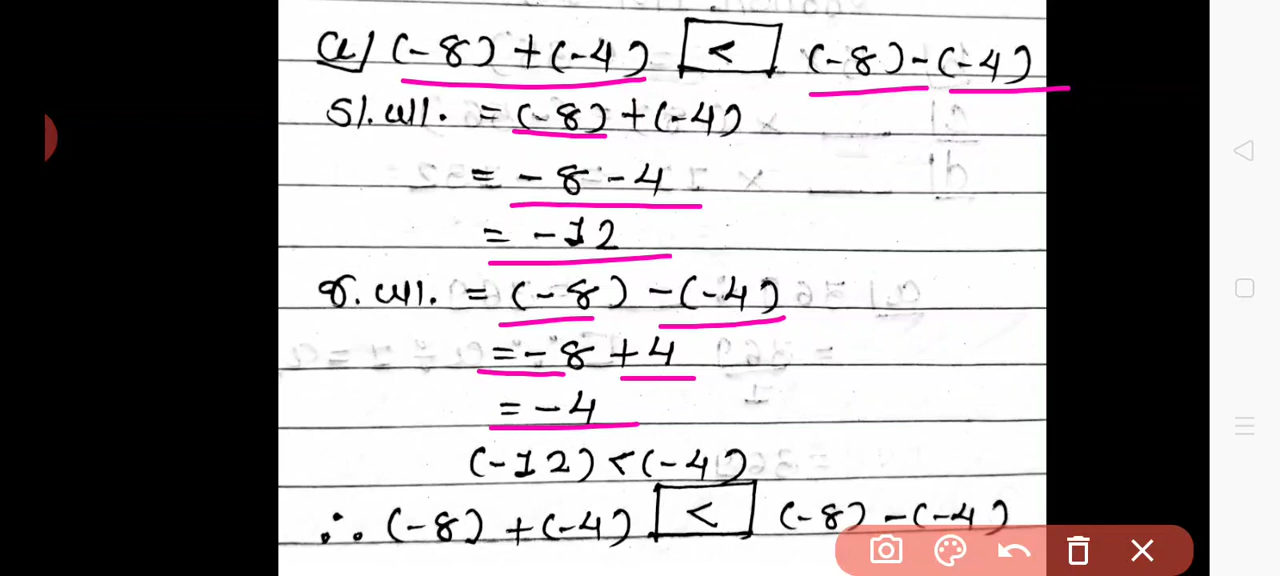 a) (-8) + (-4) < (-8) - (-4)
ડા.બા. = (-8) + (-4)
= -8 -4
= -12
જ.બા. = (-8) - (-4)
= -8 + 4
= -4
(-12) < (-4)
∴ (-8) + (-4) < (-8) - (-4)